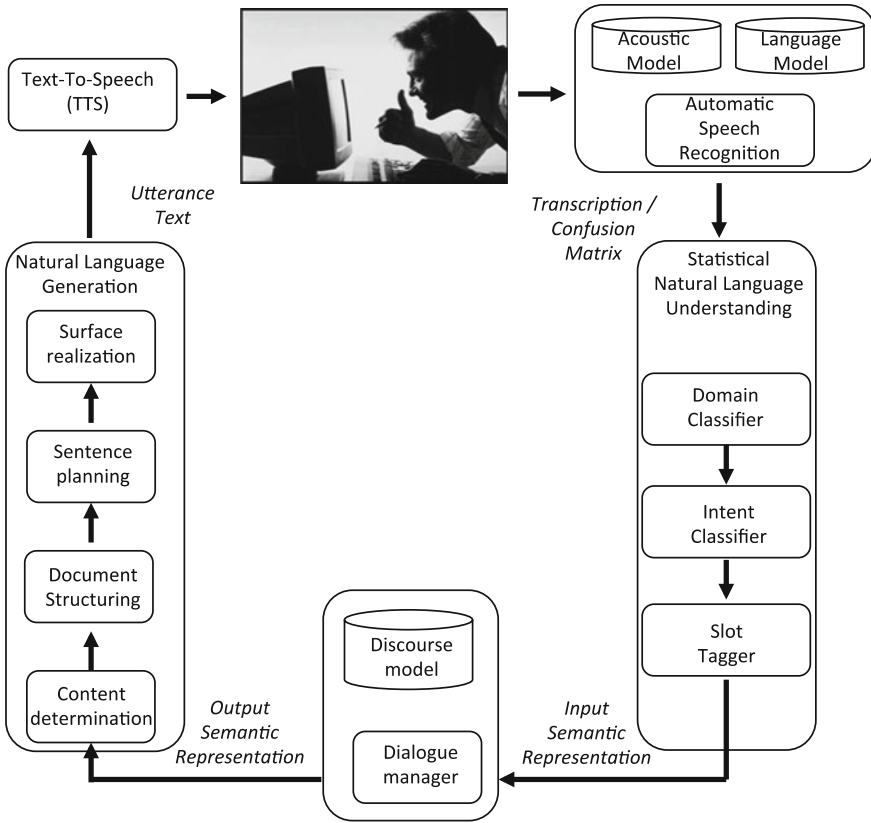 Text-To-Speech
(TTS)
Acoustic
Model
Language
Model
Automatic
Speech
Recognition
Utterance
Text
Transcription /
Confusion
Matrix
Natural Language
Generation
Surface
realization
Sentence
planning
Document
Structuring
Content
determination
Statistical
Natural Language
Understanding
Domain
Classifier
Intent
Classifier
Slot
Tagger
Discourse
model
Dialogue
manager
Output
Semantic
Representation
Input
Semantic
Representation